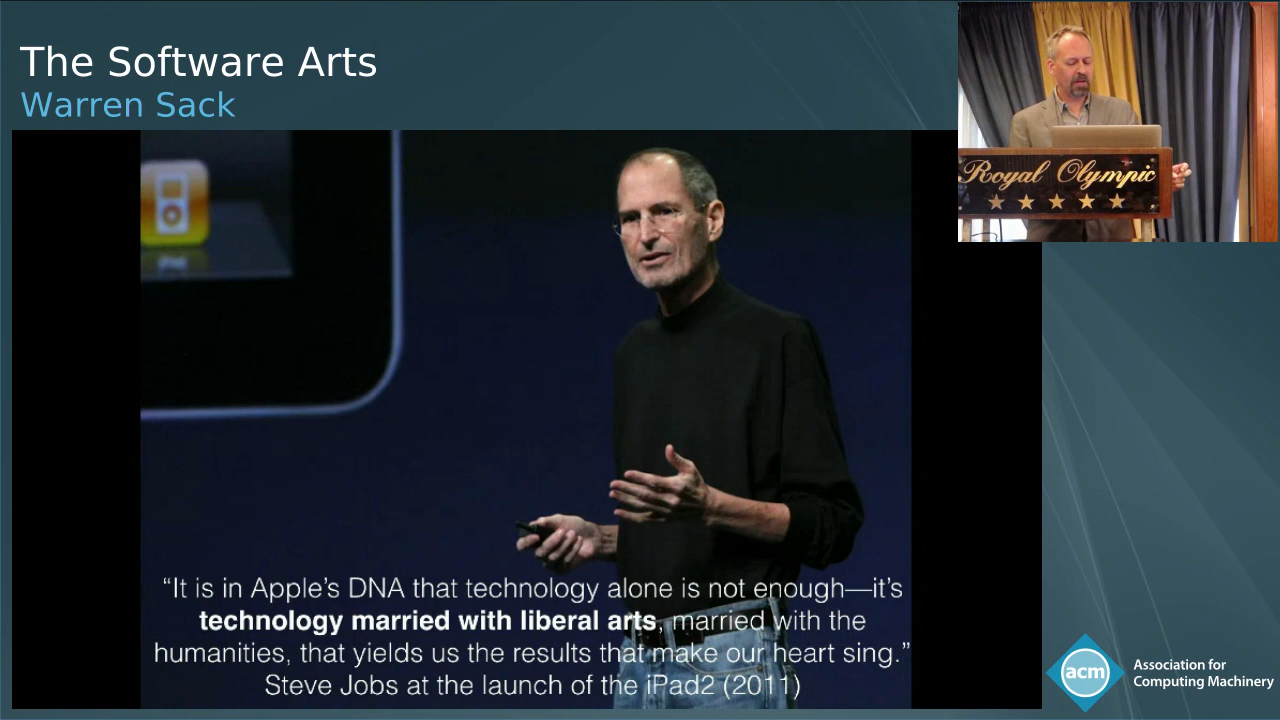 The Software Arts
Warren Sack
Royal Olympic
“It is in Apple’s DNA that technology alone is not enough—it’s
technology married with liberal arts, married with the
humanities, that yields us the results that make our heart sing.”
Steve Jobs at the launch of the iPad2 (2011)
acm
Association for
Computing Machinery